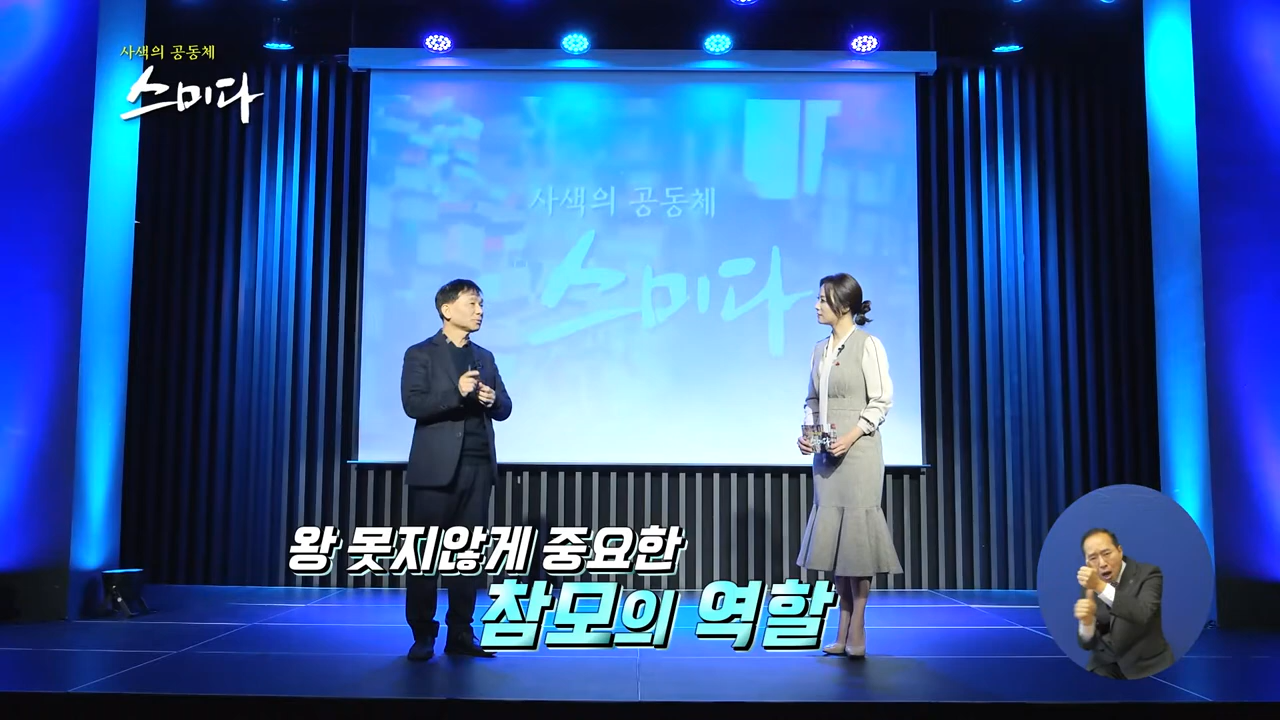 사색의 공동체
스미다
사색의 공동체
스미다
왕 못지않게 중요한
참모의 역할